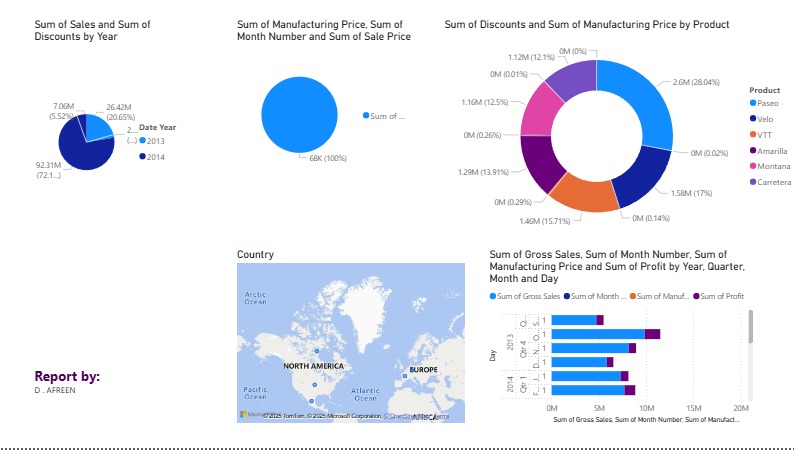 Sum of Sales and Sum of
Discounts by Year
7.06M
(5.52%)
26.42M
(20.65%)
2...
(...)
92.31M
(72.1...)
Date Year
2013
2014
Sum of Manufacturing Price, Sum of
Month Number and Sum of Sale Price
68K (100%)
Sum of ...
Sum of Discounts and Sum of Manufacturing Price by Product
0M (0%)
1.12M (12.1%)
0M (0.01%)
1.16M (12.5%)
0M (0.26%)
1.29M (13.91%)
0M (0.29%)
1.46M (15.71%)
0M (0.14%)
1.58M (17%)
0M (0.02%)
2.6M (28.04%)
Product
Paseo
Velo
VTT
Amarilla
Montana
Carretera
Country
Arctic
Ocean
NORTH AMERICA
EUROPE
Pacific
Ocean
Atlantic
Ocean
AFRICA
©2025 TomTom, © 2025 Microsoft Corporation, © OpenStreetMap
Sum of Gross Sales, Sum of Month Number, Sum of
Manufacturing Price and Sum of Profit by Year, Quarter,
Month and Day
Sum of Gross Sales
Sum of Month ...
Sum of Manuf...
Sum of Profit
Day
2013
2014
Q...
Qtr 4
Qtr 1
S...
O...
N...
D...
J...
F...
1
1
1
1
1
1
0M
5M
10M
15M
20M
Sum of Gross Sales, Sum of Month Number, Sum of Manufact...
Report by:
D . AFREEN